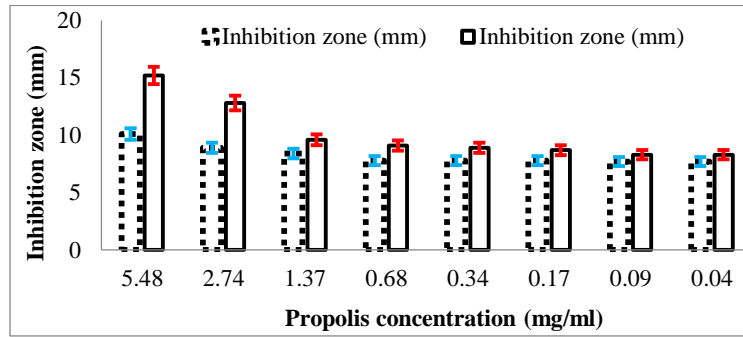 20
15
10
5
0
Inhibition zone (mm)
Inhibition zone (mm) Inhibition zone (mm)
5.48 2.74 1.37 0.68 0.34 0.17 0.09 0.04
Propolis concentration (mg/ml)